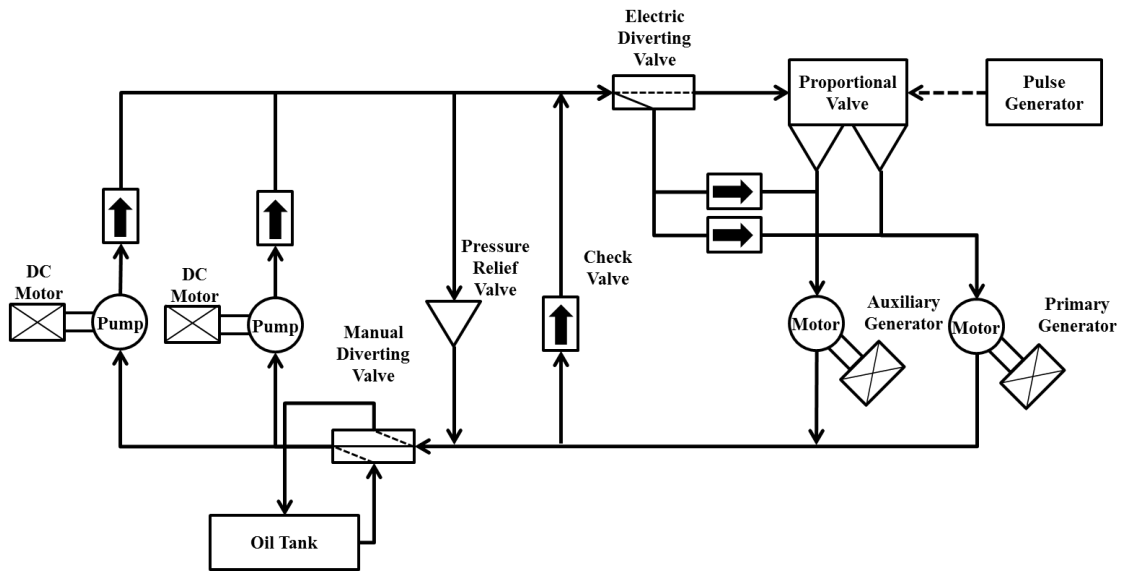 Electric
Diverting
Valve
Proportional
Valve
Pulse
Generator
Pressure
Relief
Valve
Check
Valve
DC
Motor
DC
Motor
Pump
Pump
Manual
Diverting
Valve
Motor
Auxiliary
Generator
Motor
Primary
Generator
Oil Tank